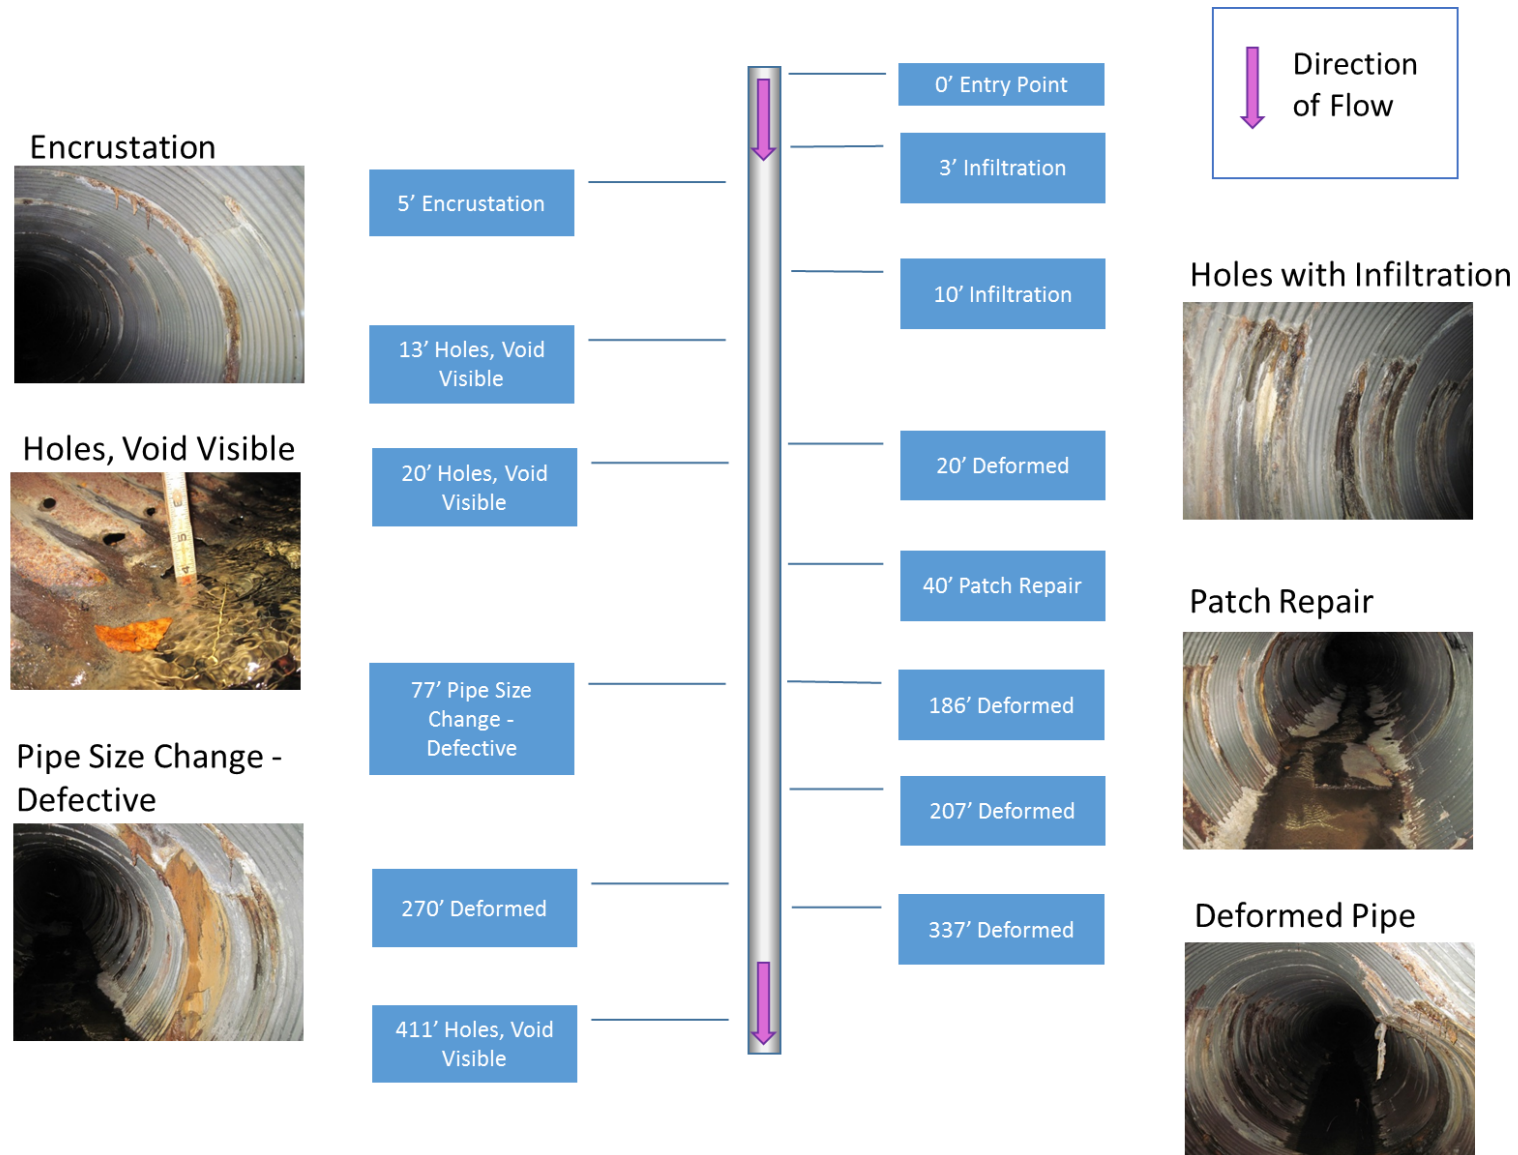 Direction
of Flow
0’ Entry Point
Encrustation
3’ Infiltration
5’ Encrustation
Holes with Infiltration
10’ Infiltration
13’ Holes, Void
Visible
Holes, Void Visible
20’ Deformed
20’ Holes, Void
Visible
40’ Patch Repair
Patch Repair
77’ Pipe Size
Change -
Defective
186’ Deformed
Pipe Size Change -
Defective
207’ Deformed
270’ Deformed
337’ Deformed
Deformed Pipe
411’ Holes, Void
Visible